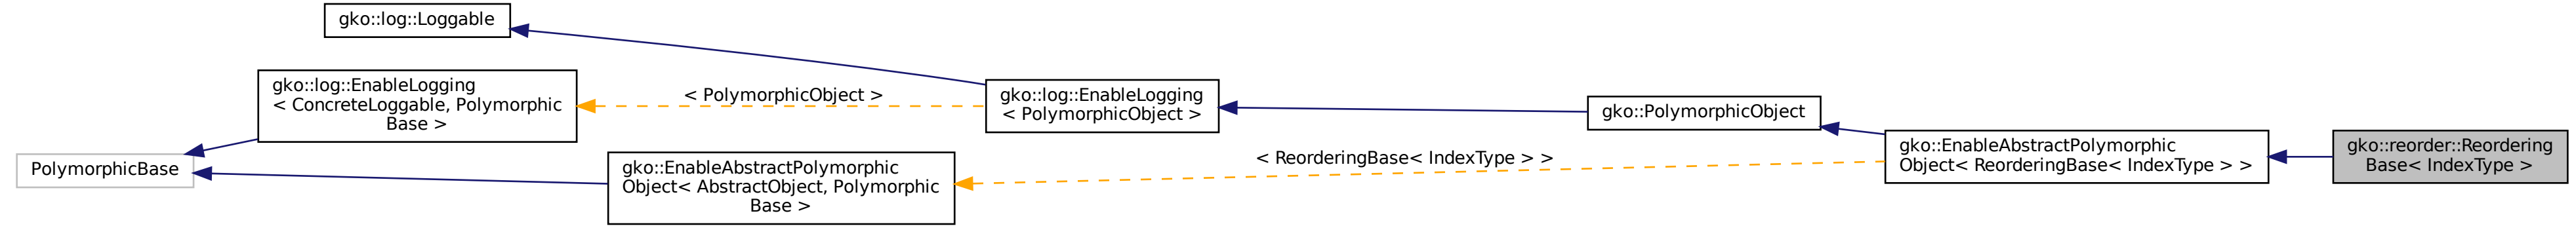 gko::log::Loggable
gko::log::EnableLogging
< ConcreteLoggable, Polymorphic
Base >
PolymorphicBase
< PolymorphicObject >
gko::EnableAbstractPolymorphic
Object< AbstractObject, Polymorphic
Base >
gko::log::EnableLogging
< PolymorphicObject >
< ReorderingBase< IndexType > >
gko::PolymorphicObject
gko::EnableAbstractPolymorphic
Object< ReorderingBase< IndexType > >
gko::reorder::Reordering
Base< IndexType >